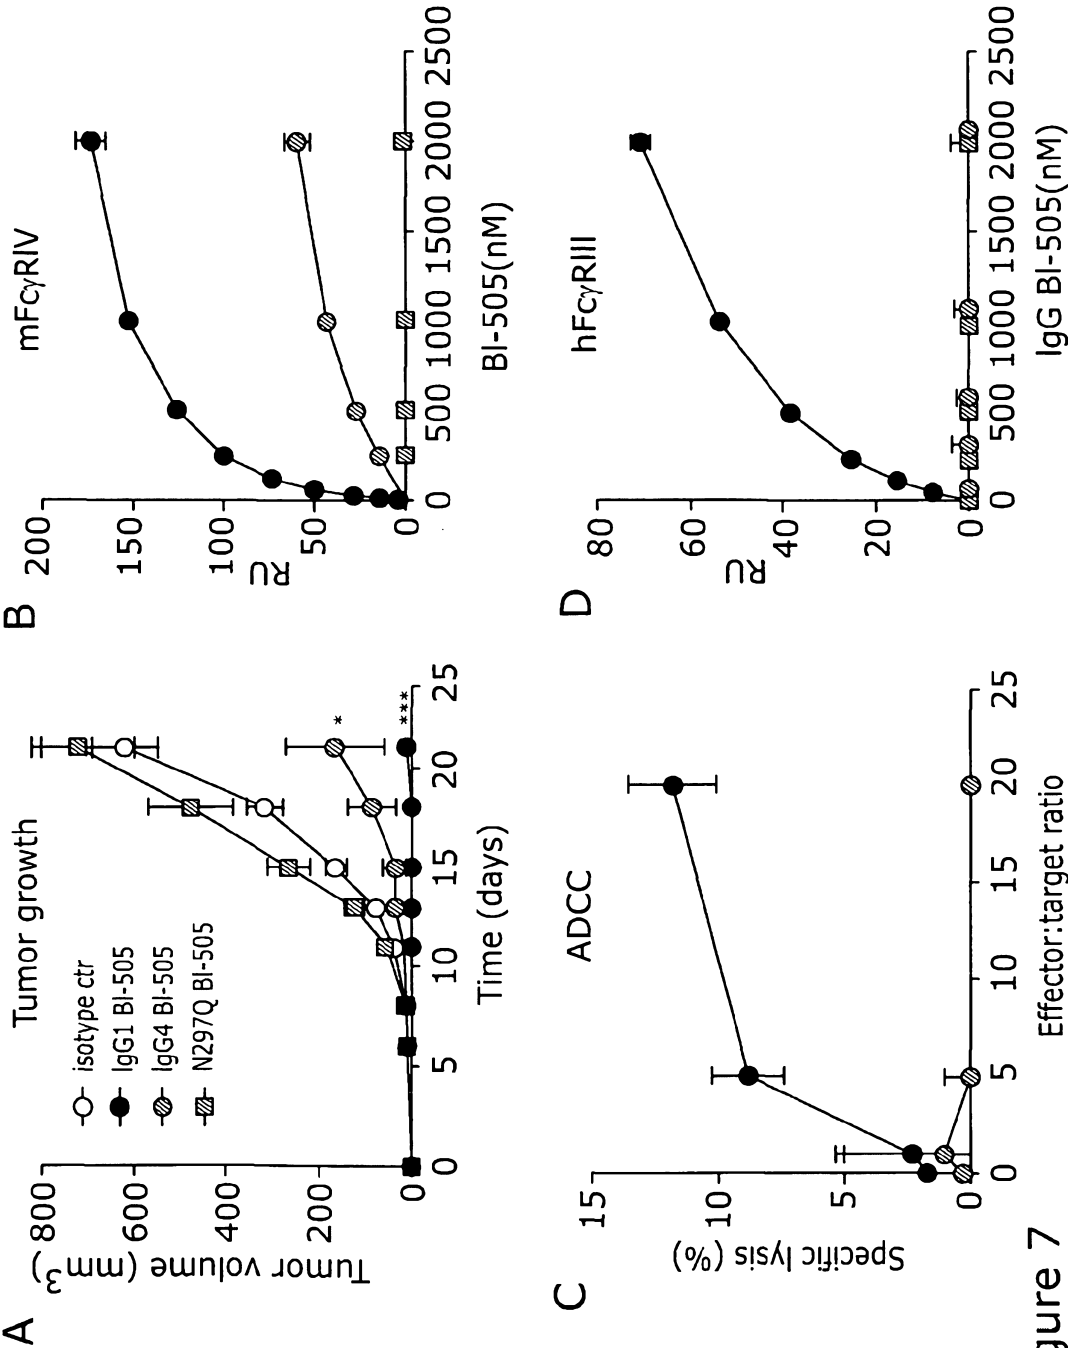 A
Tumor growth
isotype ctr
IgG1 BI-505
IgG4 BI-505
N297Q BI-505
Tumor volume (mm3)
800
600
400
200
0
0 5 10 15 20 25
*
***
Time (days)
B
mFcγRIV
RU
200
150
100
50
0
0 500 1000 1500 2000 2500
BI-505(nM)
C
ADCC
Specific lysis (%)
15
10
5
0
0 5 10 15 20 25
Effector:target ratio
D
hFcγRIII
RU
80
60
40
20
0
0 500 1000 1500 2000 2500
IgG BI-505(nM)
gure 7